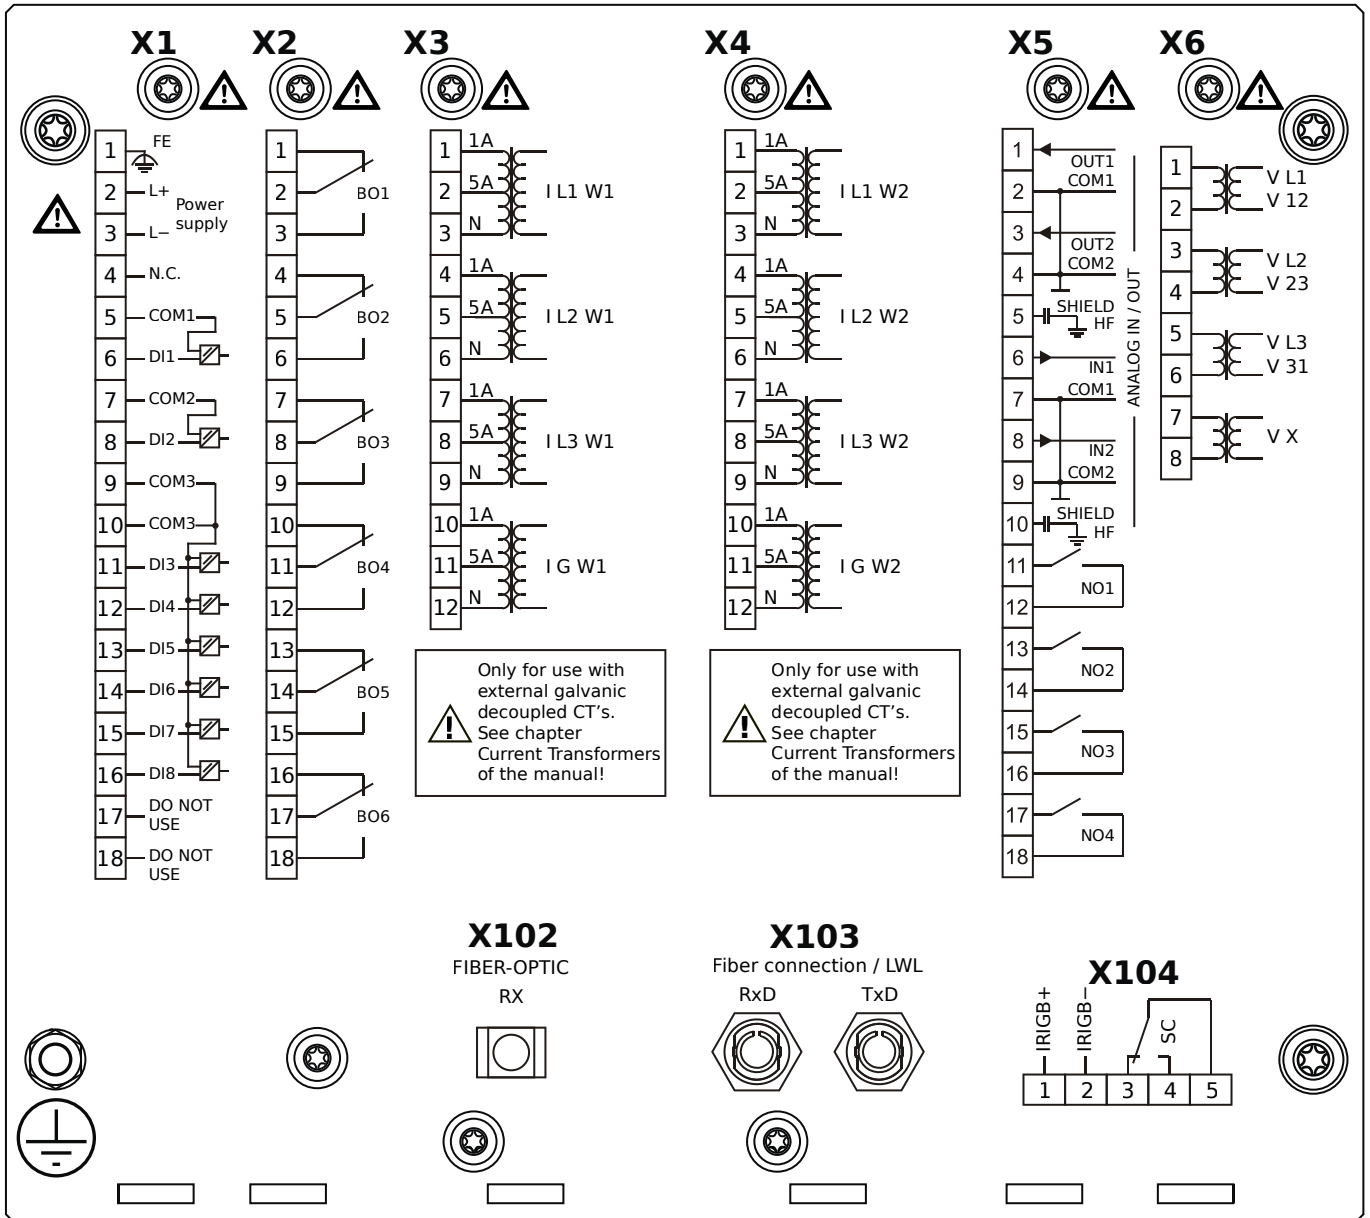 X1
X2
X3
X4
X5
X6
1 FE
2 L+
Power
supply
3 L−
4 N.C.
5 COM1
6 DI1
7 COM2
8 DI2
9 COM3
10 COM3
11 DI3
12 DI4
13 DI5
14 DI6
15 DI7
16 DI8
17 DO NOT
USE
18 DO NOT
USE
1
2 BO1
3
4
5 BO2
6
7
8 BO3
9
10
11 BO4
12
13
14 BO5
15
16
17 BO6
18
1 1A
2 5A I L1 W1
3 N
4 1A
5 5A I L2 W1
6 N
7 1A
8 5A I L3 W1
9 N
10 1A
11 5A I G W1
12 N
Only for use with
external galvanic
decoupled CT's.
See chapter
Current Transformers
of the manual!
1 1A
2 5A I L1 W2
3 N
4 1A
5 5A I L2 W2
6 N
7 1A
8 5A I L3 W2
9 N
10 1A
11 5A I G W2
12 N
Only for use with
external galvanic
decoupled CT's.
See chapter
Current Transformers
of the manual!
1
OUT1
2 COM1
3
OUT2
4 COM2
5 SHIELD
HF
6
IN1
7 COM1
8
IN2
9 COM2
10 SHIELD
HF
ANALOG IN / OUT
11
NO1
12
13
NO2
14
15
NO3
16
17
NO4
18
1 V L1
2 V 12
3 V L2
4 V 23
5 V L3
6 V 31
7
V X
8
X102
FIBER-OPTIC
RX
X103
Fiber connection / LWL
RxD TxD
X104
IRIGB+
IRIGB−
SC
1 2 3 4 5